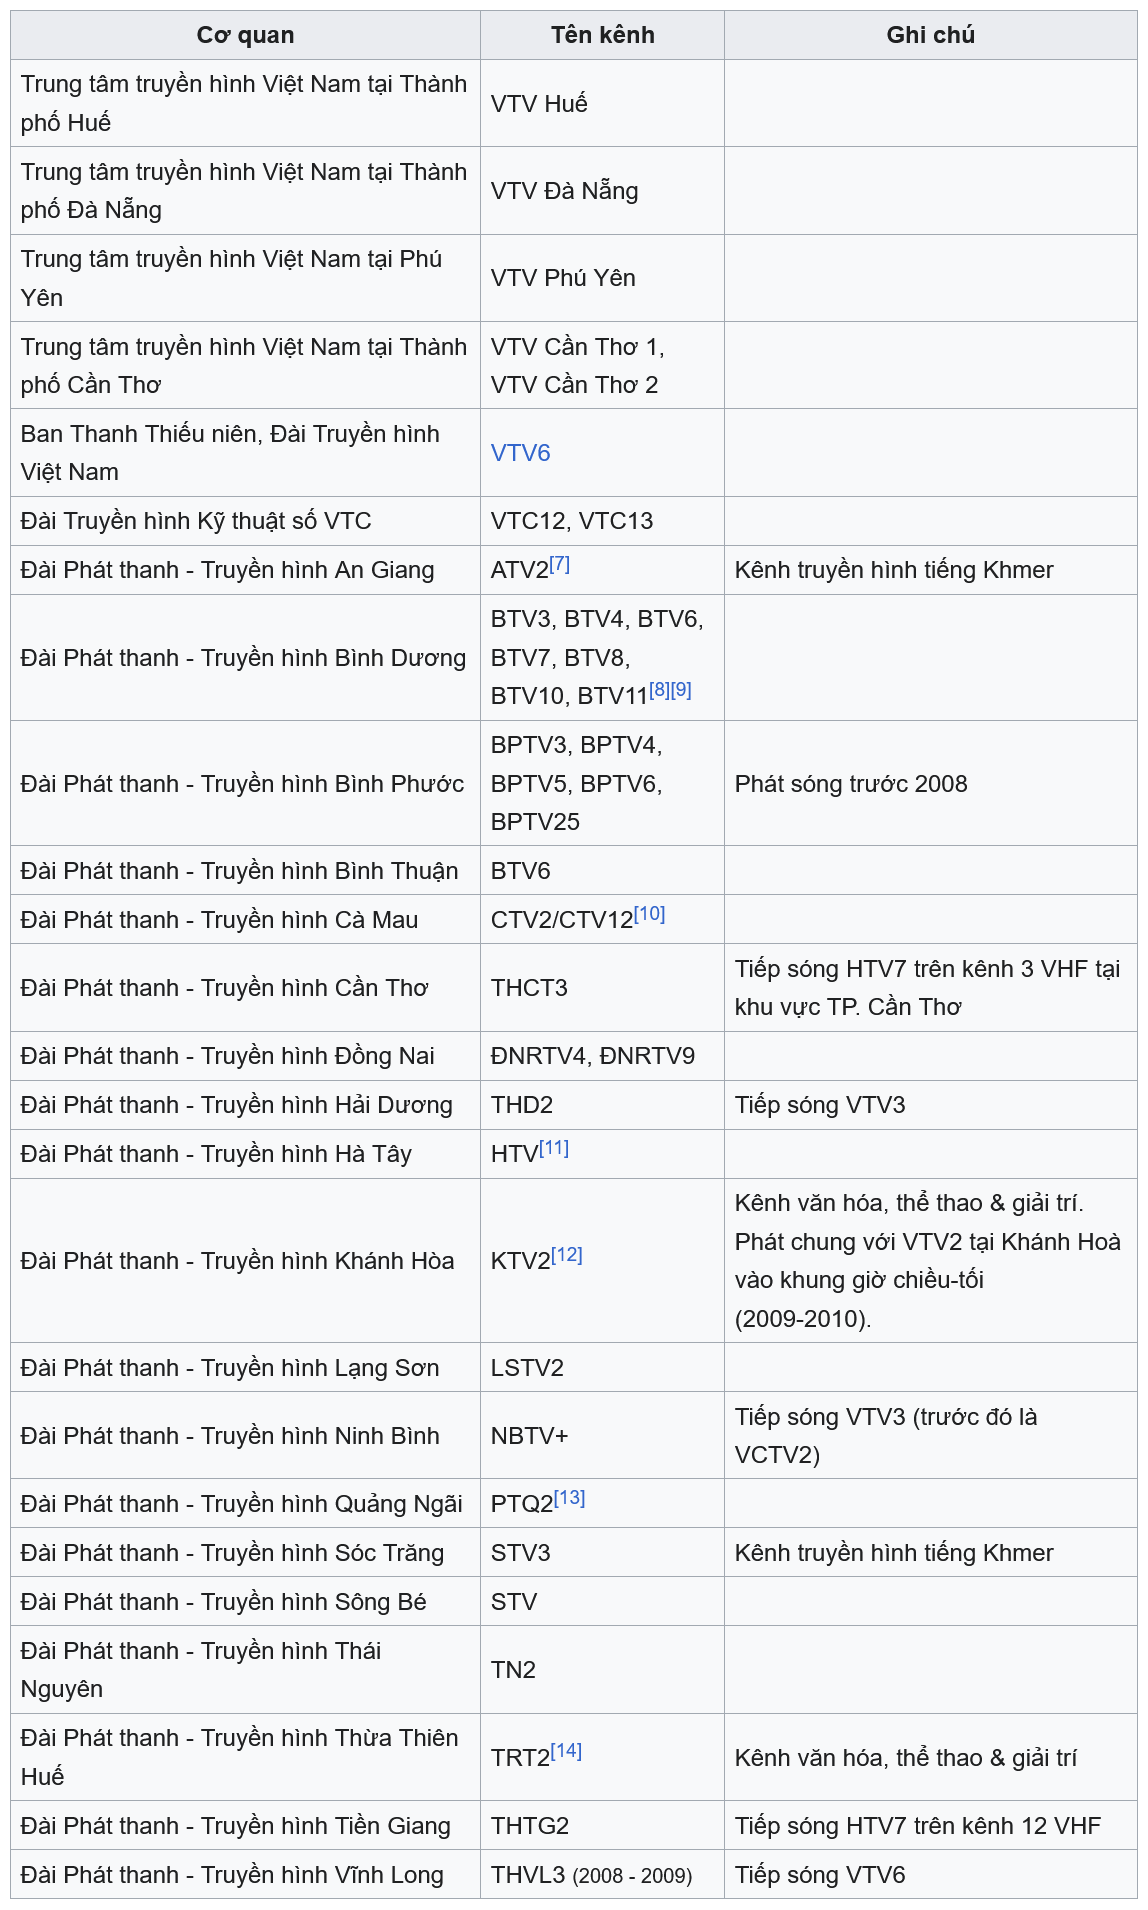 Cơ quan
Tên kênh
Ghi chú
Trung tâm truyền hình Việt Nam tại Thành
phố Huế
VTV Huế
Trung tâm truyền hình Việt Nam tại Thành
phố Đà Nẵng
VTV Đà Nẵng
Trung tâm truyền hình Việt Nam tại Phú
Yên
VTV Phú Yên
Trung tâm truyền hình Việt Nam tại Thành
phố Cần Thơ
VTV Cần Thơ 1,
VTV Cần Thơ 2
Ban Thanh Thiếu niên, Đài Truyền hình
Việt Nam
VTV6
Đài Truyền hình Kỹ thuật số VTC
VTC12, VTC13
Đài Phát thanh - Truyền hình An Giang
ATV2[7]
Kênh truyền hình tiếng Khmer
Đài Phát thanh - Truyền hình Bình Dương
BTV3, BTV4, BTV6,
BTV7, BTV8,
BTV10, BTV11[8][9]
Đài Phát thanh - Truyền hình Bình Phước
BPTV3, BPTV4,
BPTV5, BPTV6,
BPTV25
Phát sóng trước 2008
Đài Phát thanh - Truyền hình Bình Thuận
BTV6
Đài Phát thanh - Truyền hình Cà Mau
CTV2/CTV12[10]
Đài Phát thanh - Truyền hình Cần Thơ
THCT3
Tiếp sóng HTV7 trên kênh 3 VHF tại
khu vực TP. Cần Thơ
Đài Phát thanh - Truyền hình Đồng Nai
ĐNRTV4, ĐNRTV9
Đài Phát thanh - Truyền hình Hải Dương
THD2
Tiếp sóng VTV3
Đài Phát thanh - Truyền hình Hà Tây
HTV[11]
Đài Phát thanh - Truyền hình Khánh Hòa
KTV2[12]
Kênh văn hóa, thể thao & giải trí.
Phát chung với VTV2 tại Khánh Hoà
vào khung giờ chiều-tối
(2009-2010).
Đài Phát thanh - Truyền hình Lạng Sơn
LSTV2
Đài Phát thanh - Truyền hình Ninh Bình
NBTV+
Tiếp sóng VTV3 (trước đó là
VCTV2)
Đài Phát thanh - Truyền hình Quảng Ngãi
PTQ2[13]
Đài Phát thanh - Truyền hình Sóc Trăng
STV3
Kênh truyền hình tiếng Khmer
Đài Phát thanh - Truyền hình Sông Bé
STV
Đài Phát thanh - Truyền hình Thái
Nguyên
TN2
Đài Phát thanh - Truyền hình Thừa Thiên
Huế
TRT2[14]
Kênh văn hóa, thể thao & giải trí
Đài Phát thanh - Truyền hình Tiền Giang
THTG2
Tiếp sóng HTV7 trên kênh 12 VHF
Đài Phát thanh - Truyền hình Vĩnh Long
THVL3 (2008 - 2009)
Tiếp sóng VTV6